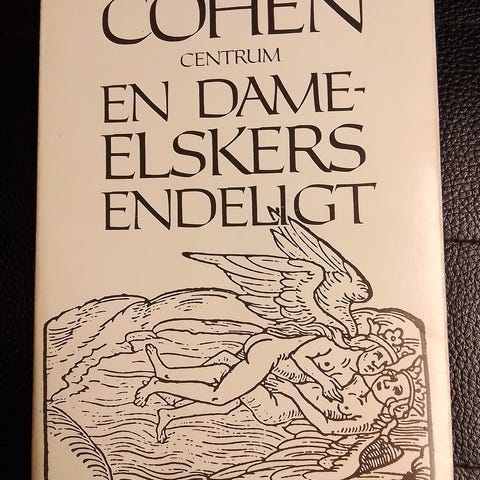 COHEN
CENTRUM
EN DAME-
ELSKERS
ENDELIGT